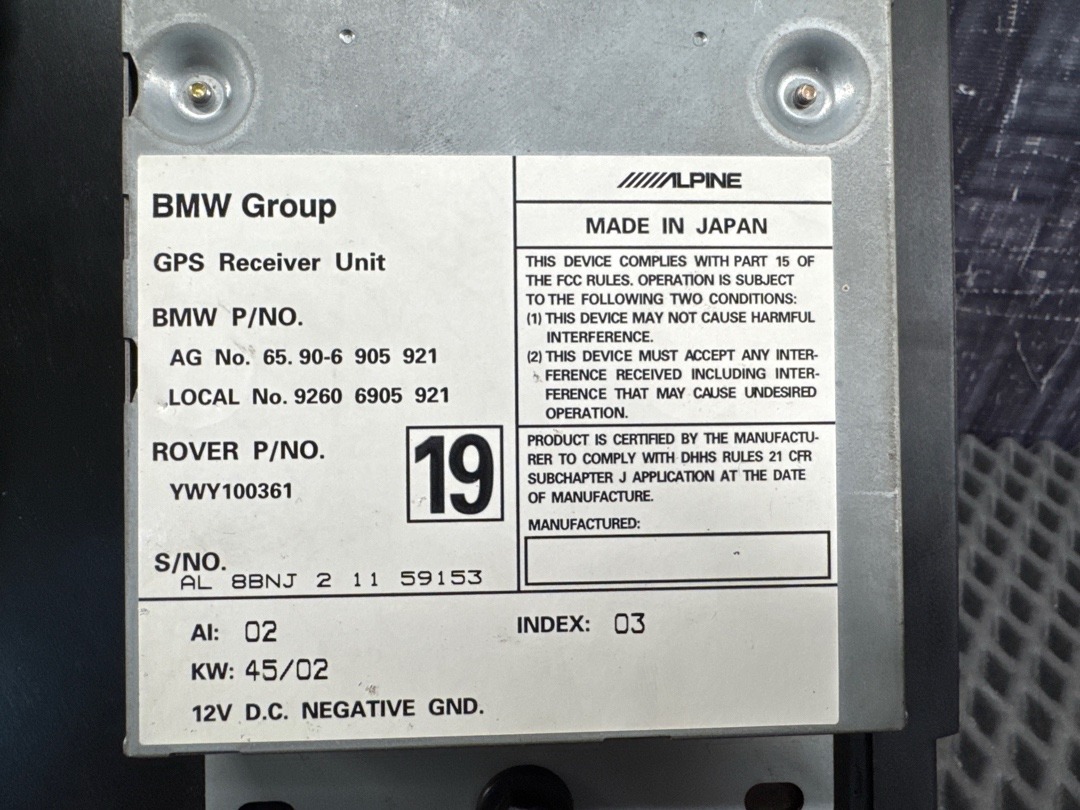 BMW Group
GPS Receiver Unit
BMW P/NO.
AG No. 65. 90-6 905 921
LOCAL No. 9260 6905 921
ROVER P/NO.
YWY100361
19
S/NO.
AL 8BNJ 2 11 59153
ALPINE
MADE IN JAPAN
THIS DEVICE COMPLIES WITH PART 15 OF
THE FCC RULES. OPERATION IS SUBJECT
TO THE FOLLOWING TWO CONDITIONS:
(1) THIS DEVICE MAY NOT CAUSE HARMFUL
INTERFERENCE.
(2) THIS DEVICE MUST ACCEPT ANY INTER-
FERENCE RECEIVED INCLUDING INTER-
FERENCE THAT MAY CAUSE UNDESIRED
OPERATION.
PRODUCT IS CERTIFIED BY THE MANUFACTU-
RER TO COMPLY WITH DHHS RULES 21 CFR
SUBCHAPTER J APPLICATION AT THE DATE
OF MANUFACTURE.
MANUFACTURED:
AI: 02
INDEX: 03
KW: 45/02
12V D.C. NEGATIVE GND.